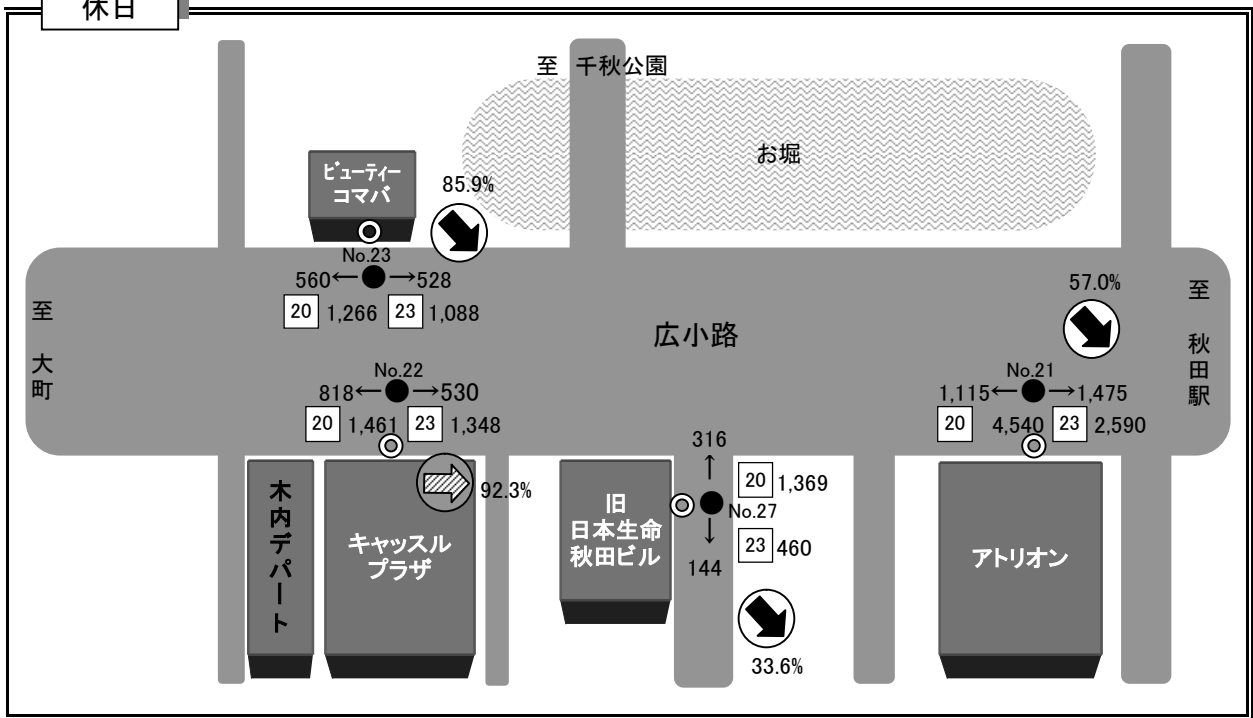 休日
至 千秋公園
お堀
ビューティー
コマバ
85.9%
No.23
560←●→528
20 1,266 23 1,088
57.0%
至 大町
広小路
至 秋田駅
No.22
818←●→530
20 1,461 23 1,348
No.21
1,115←●→1,475
20 4,540 23 2,590
316
↑
20 1,369
No.27
↓
23 460
144
92.3%
33.6%
木内デパート
キャッスル
プラザ
旧
日本生命
秋田ビル
アトリオン